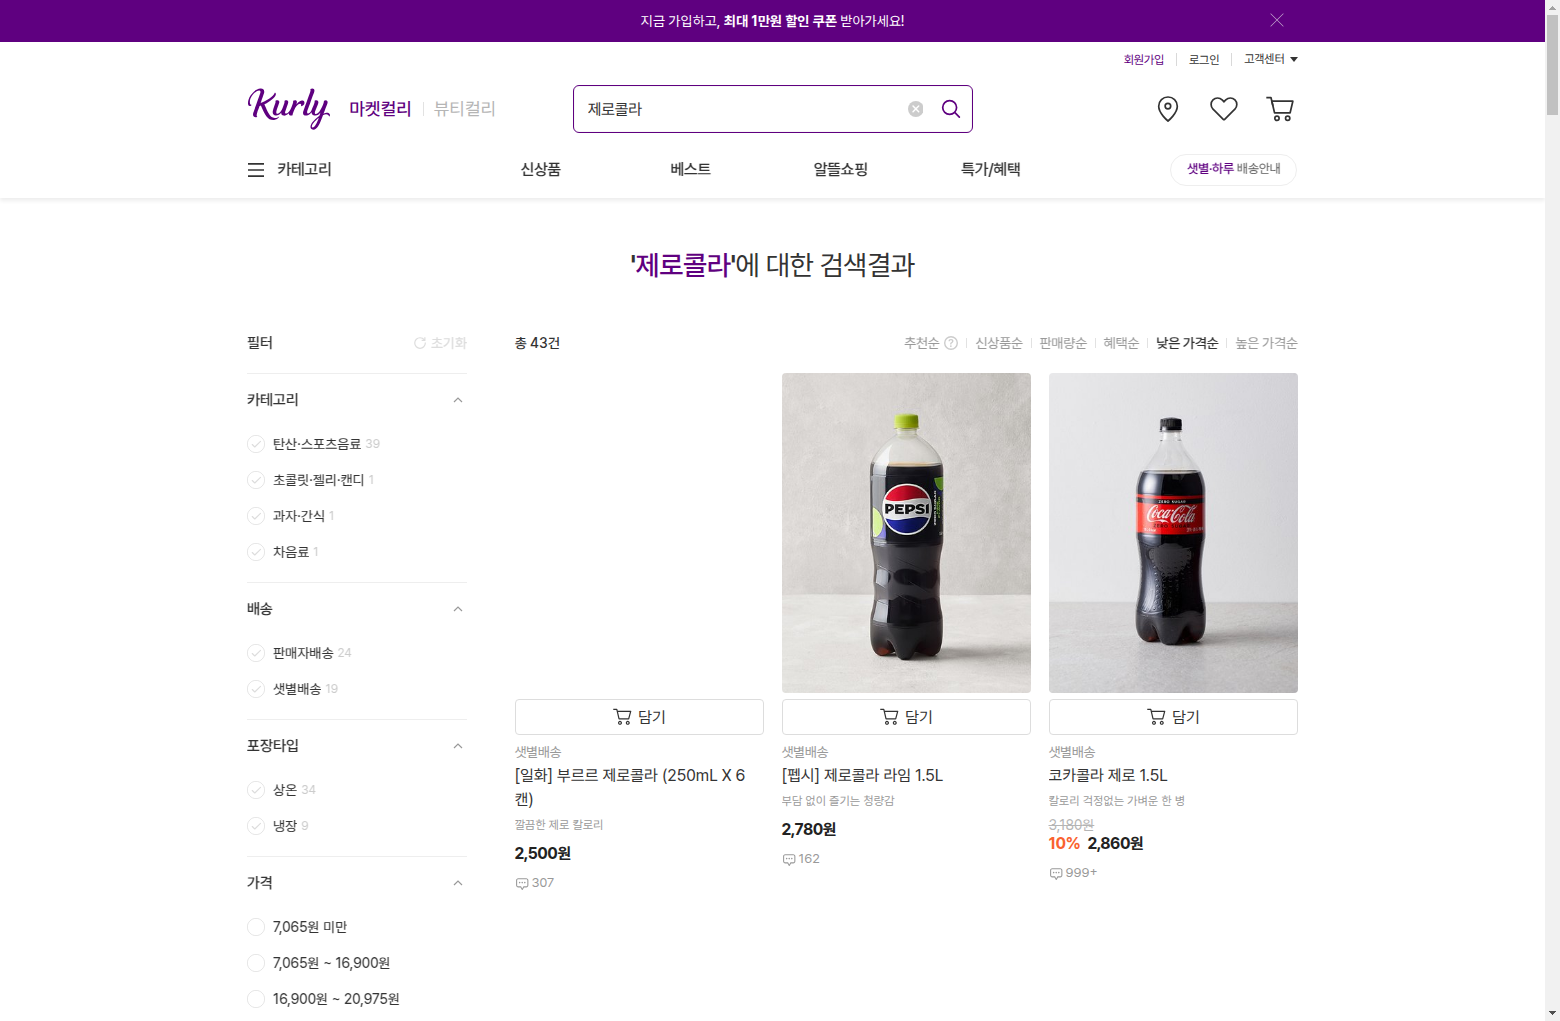 지금 가입하고, 최대 1만원 할인 쿠폰 받아가세요!
회원가입
로그인
고객센터
Kurly
마켓컬리
뷰티컬리
제로콜라
카테고리
신상품
베스트
알뜰쇼핑
특가/혜택
샛별·하루 배송안내
'제로콜라'에 대한 검색결과
필터
초기화
총 43건
추천순
신상품순
판매량순
혜택순
낮은 가격순
높은 가격순
카테고리
탄산·스포츠음료 39
초콜릿·젤리·캔디 1
과자·간식 1
차음료 1
배송
판매자배송 24
샛별배송 19
포장타입
상온 34
냉장 9
가격
7,065원 미만
7,065원 ~ 16,900원
16,900원 ~ 20,975원
담기
샛별배송
[일화] 부르르 제로콜라 (250mL X 6
캔)
깔끔한 제로 칼로리
2,500원
307
PEPSI
담기
샛별배송
[펩시] 제로콜라 라임 1.5L
부담 없이 즐기는 청량감
2,780원
162
ZERO SUGAR
Coca-Cola
ZERO SUGAR
담기
샛별배송
코카콜라 제로 1.5L
칼로리 걱정없는 가벼운 한 병
3,180원
10% 2,860원
999+